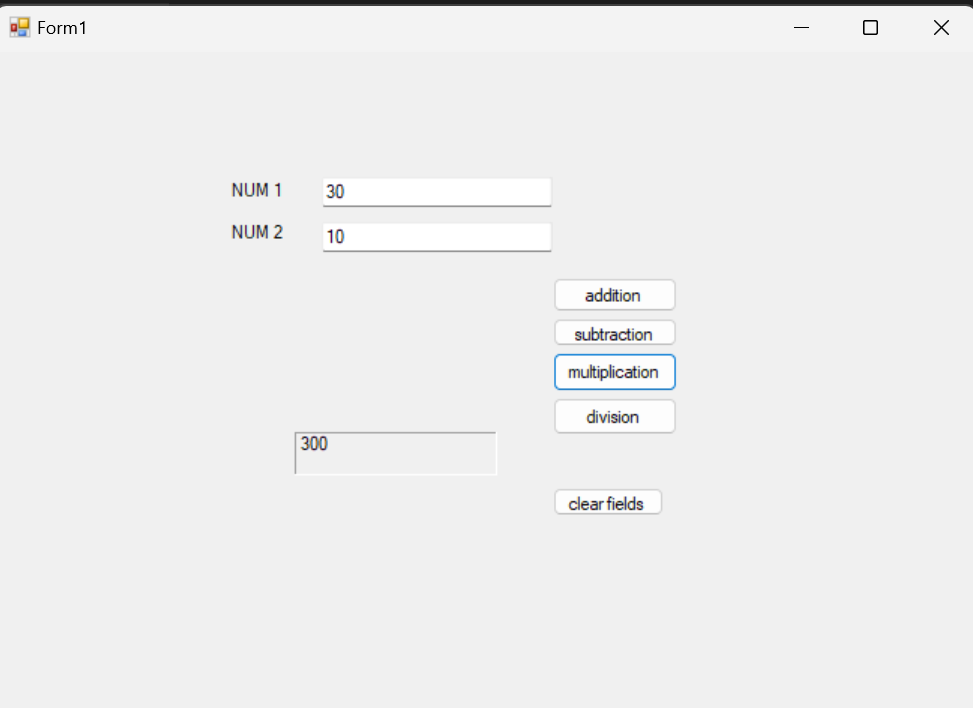 Form1
NUM 1 30
NUM 2 10
addition
subtraction
multiplication
division
300
clear fields